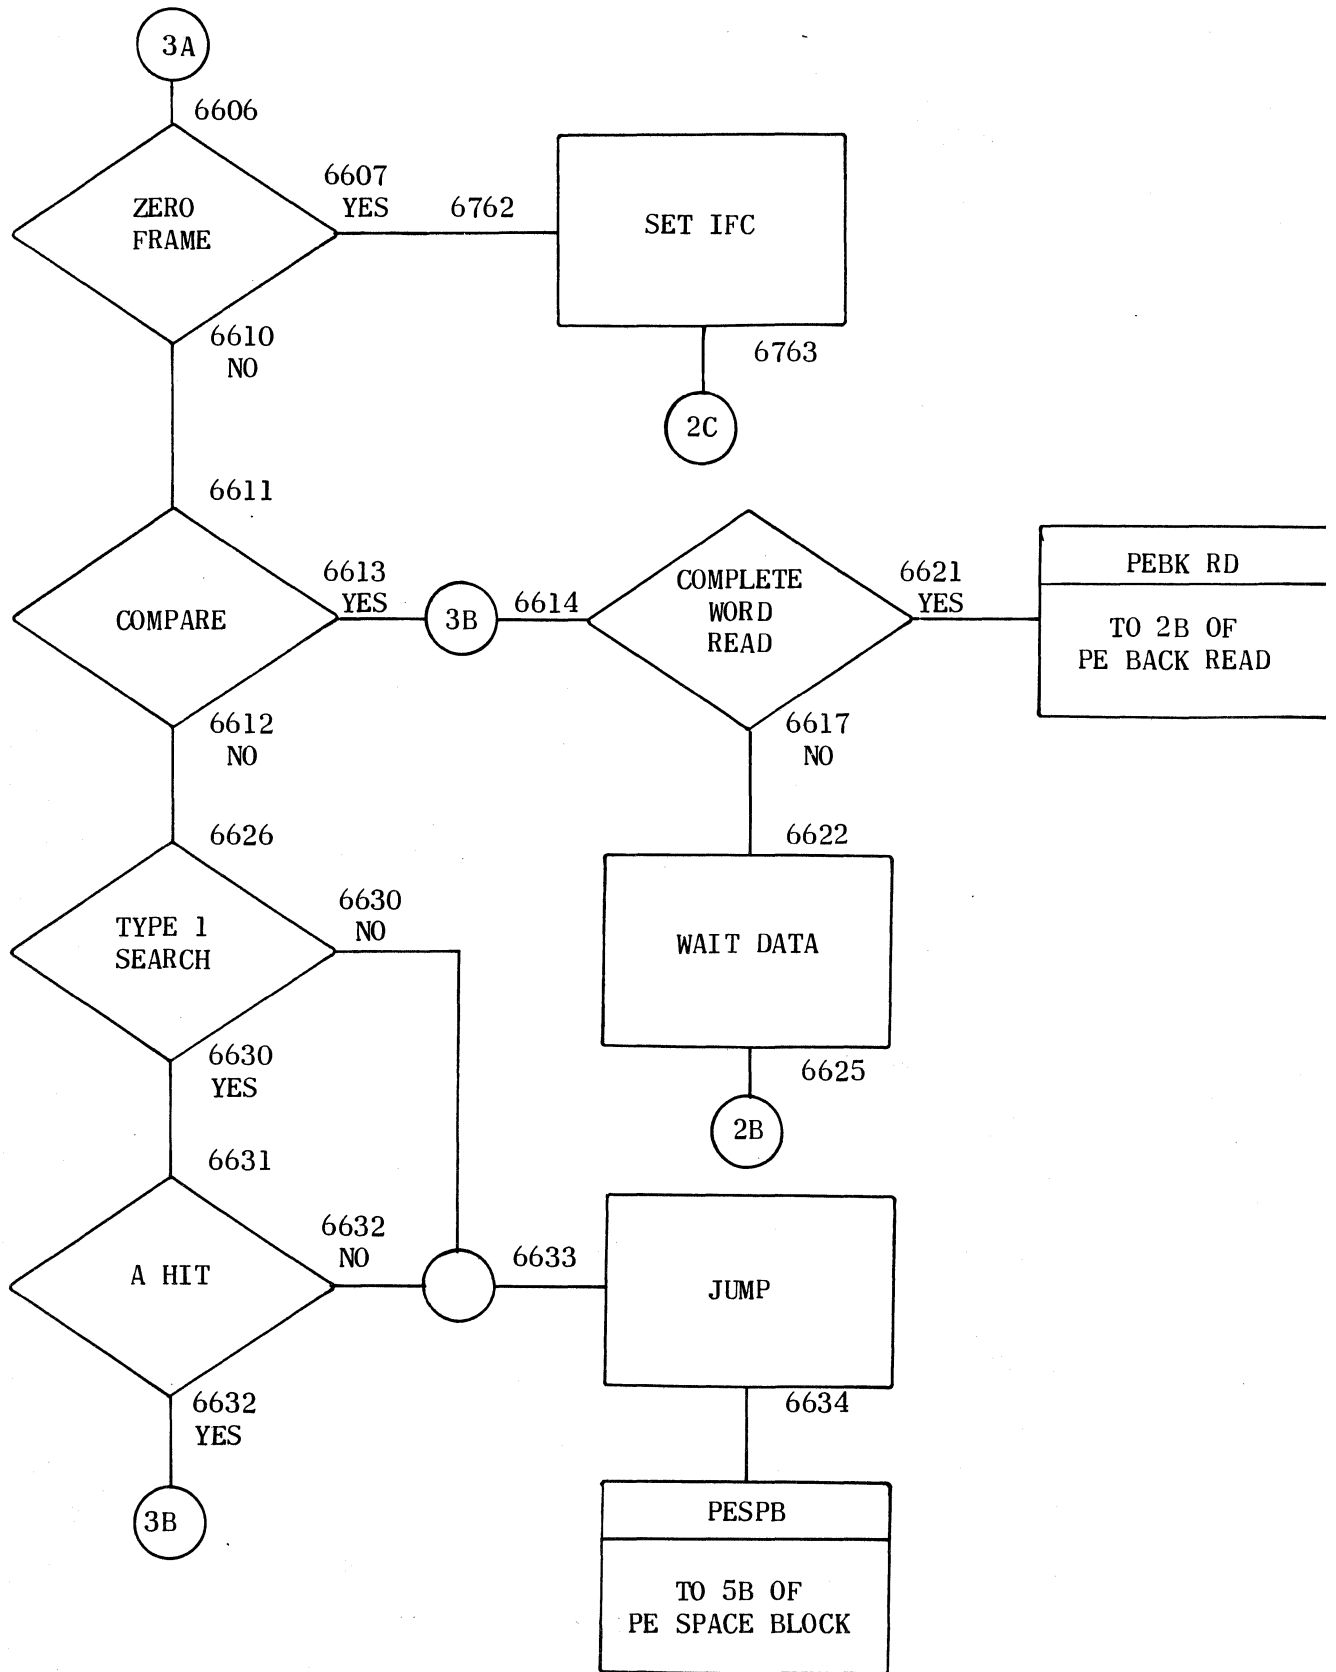 3A
6606
ZERO
FRAME
6607
YES
6762
SET IFC
6610
NO
6763
2C
6611
COMPARE
6613
YES
3B
6614
COMPLETE
WORD
READ
6621
YES
PEBK RD
TO 2B OF
PE BACK READ
6612
NO
6617
NO
6626
TYPE 1
SEARCH
6630
NO
6622
WAIT DATA
6630
YES
6625
2B
6631
A HIT
6632
NO
6633
JUMP
6632
YES
6634
3B
PESPB
TO 5B OF
PE SPACE BLOCK